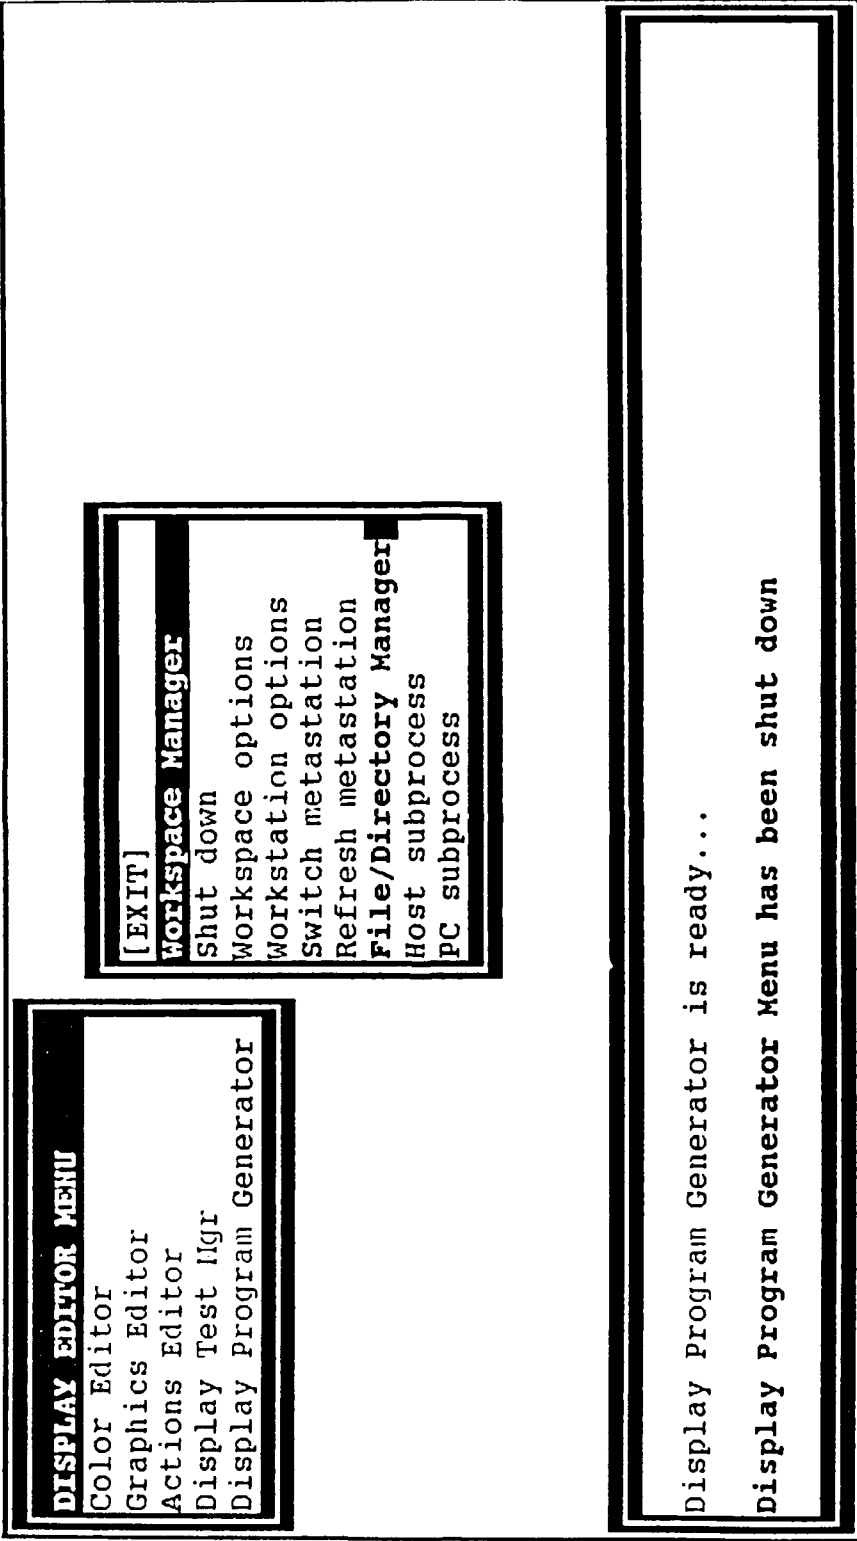 DISPLAY EDITOR MENU
Color Editor
Graphics Editor
Actions Editor
Display Test Mgr
Display Program Generator
[EXIT]
Workspace Manager
Shut down
Workspace options
Workstation options
Switch metastation
Refresh metastation
File/Directory Manager
Host subprocess
PC subprocess
Display Program Generator is ready...
Display Program Generator Menu has been shut down